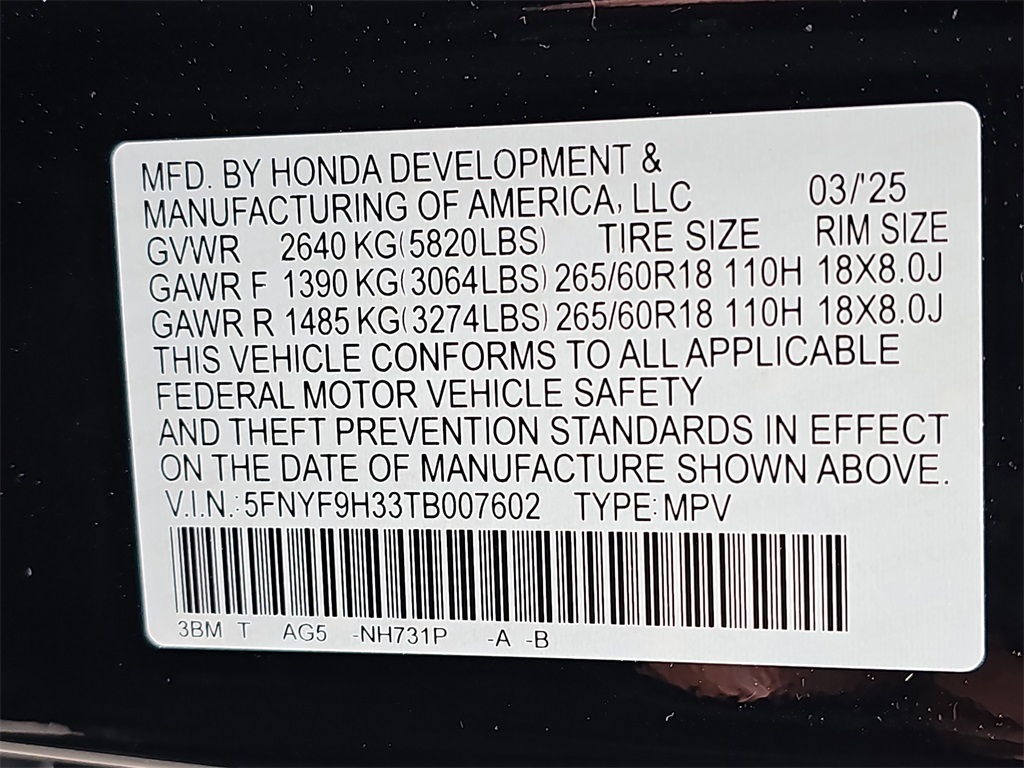 MFD. BY HONDA DEVELOPMENT &
MANUFACTURING OF AMERICA, LLC 03/'25
GVWR 2640 KG(5820LBS) TIRE SIZE RIM SIZE
GAWR F 1390 KG(3064LBS) 265/60R18 110H 18X8.0J
GAWR R 1485 KG(3274LBS) 265/60R18 110H 18X8.0J
THIS VEHICLE CONFORMS TO ALL APPLICABLE
FEDERAL MOTOR VEHICLE SAFETY
AND THEFT PREVENTION STANDARDS IN EFFECT
ON THE DATE OF MANUFACTURE SHOWN ABOVE.
V.I.N.: 5FNYF9H33TB007602 TYPE: MPV
3BM T AG5 -NH731P -A -B